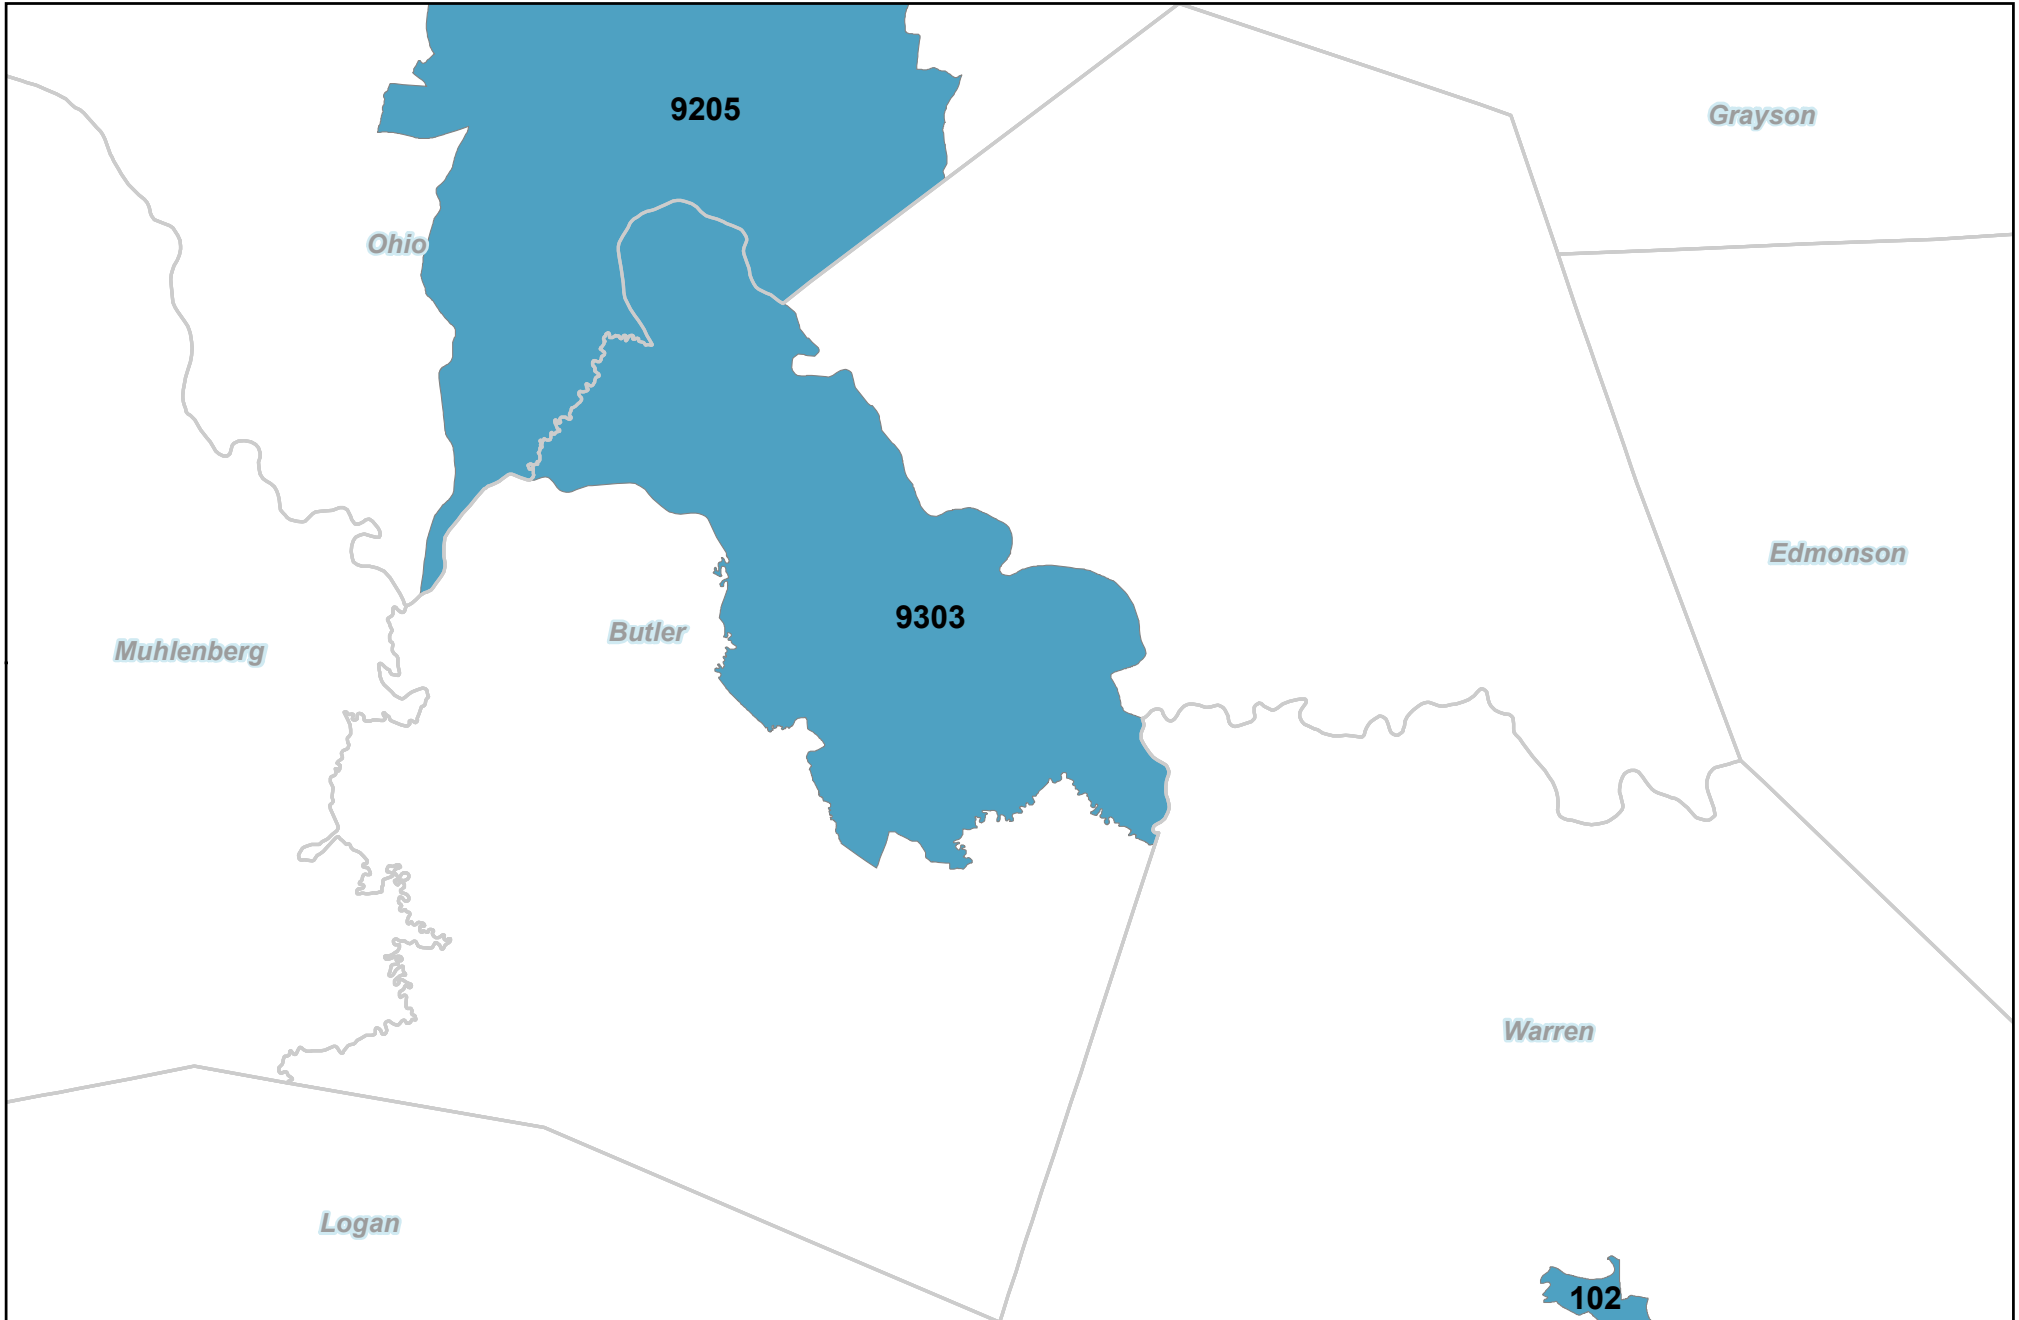 9205
Grayson
Ohio
Edmonson
9303
Butler
Muhlenberg
Warren
Logan
102